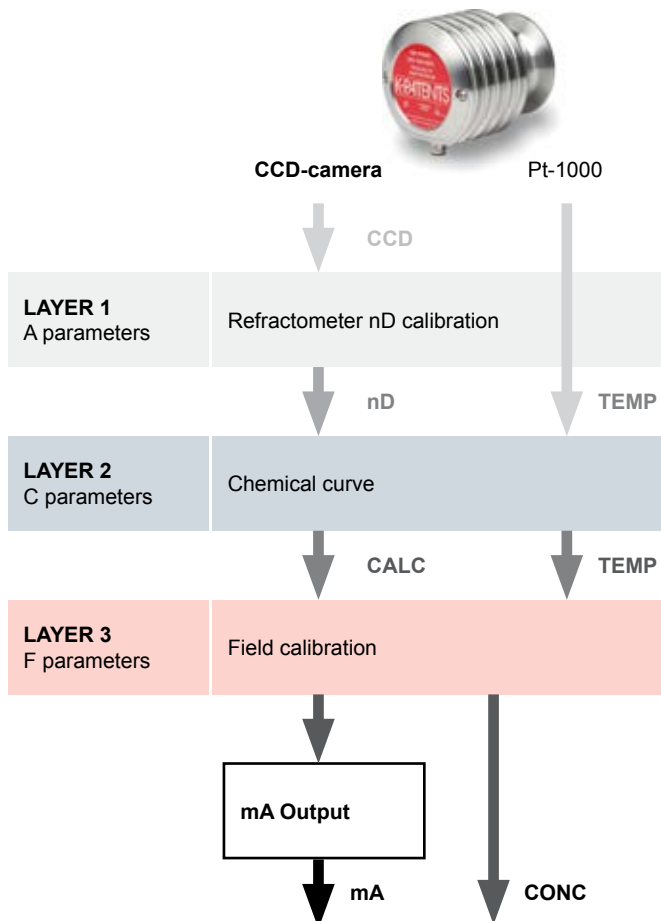 K-PATENTS
CCD-camera
Pt-1000
CCD
LAYER 1
A parameters
Refractometer nD calibration
nD
TEMP
LAYER 2
C parameters
Chemical curve
CALC
TEMP
LAYER 3
F parameters
Field calibration
mA Output
mA
CONC